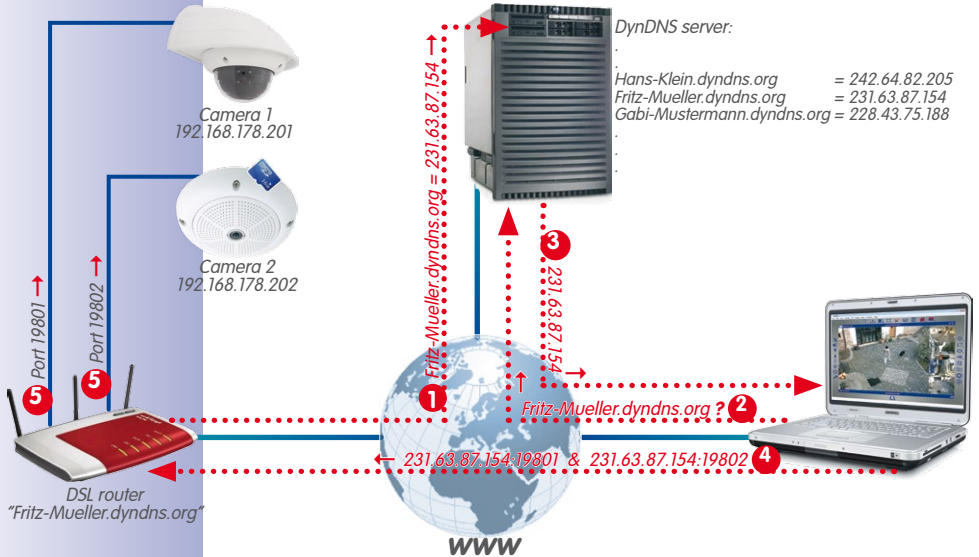 DynDNS server:
.
.
Hans-Klein.dyndns.org = 242.64.82.205
Fritz-Mueller.dyndns.org = 231.63.87.154
Gabi-Mustermann.dyndns.org = 228.43.75.188
.
.
.
Camera 1
192.168.178.201
Camera 2
192.168.178.202
Port 19801 →
Port 19802 →
5
5
DSL router
"Fritz-Mueller.dyndns.org"
1
Fritz-Mueller.dyndns.org = 231.63.87.154 →
3
231.63.87.154 →
→
Fritz-Mueller.dyndns.org ? 2
← 231.63.87.154:19801 & 231.63.87.154:19802 4
www